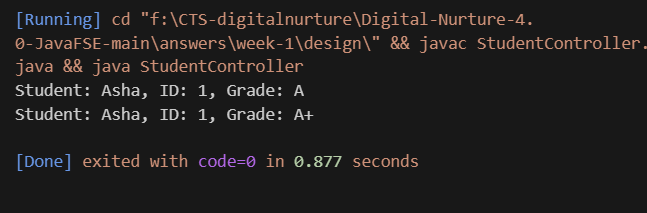 [Running] cd "f:\CTS-digitalnurture\Digital-Nurture-4.
0-JavaFSE-main\answers\week-1\design\" && javac StudentController.
java && java StudentController
Student: Asha, ID: 1, Grade: A
Student: Asha, ID: 1, Grade: A+
[Done] exited with code=0 in 0.877 seconds